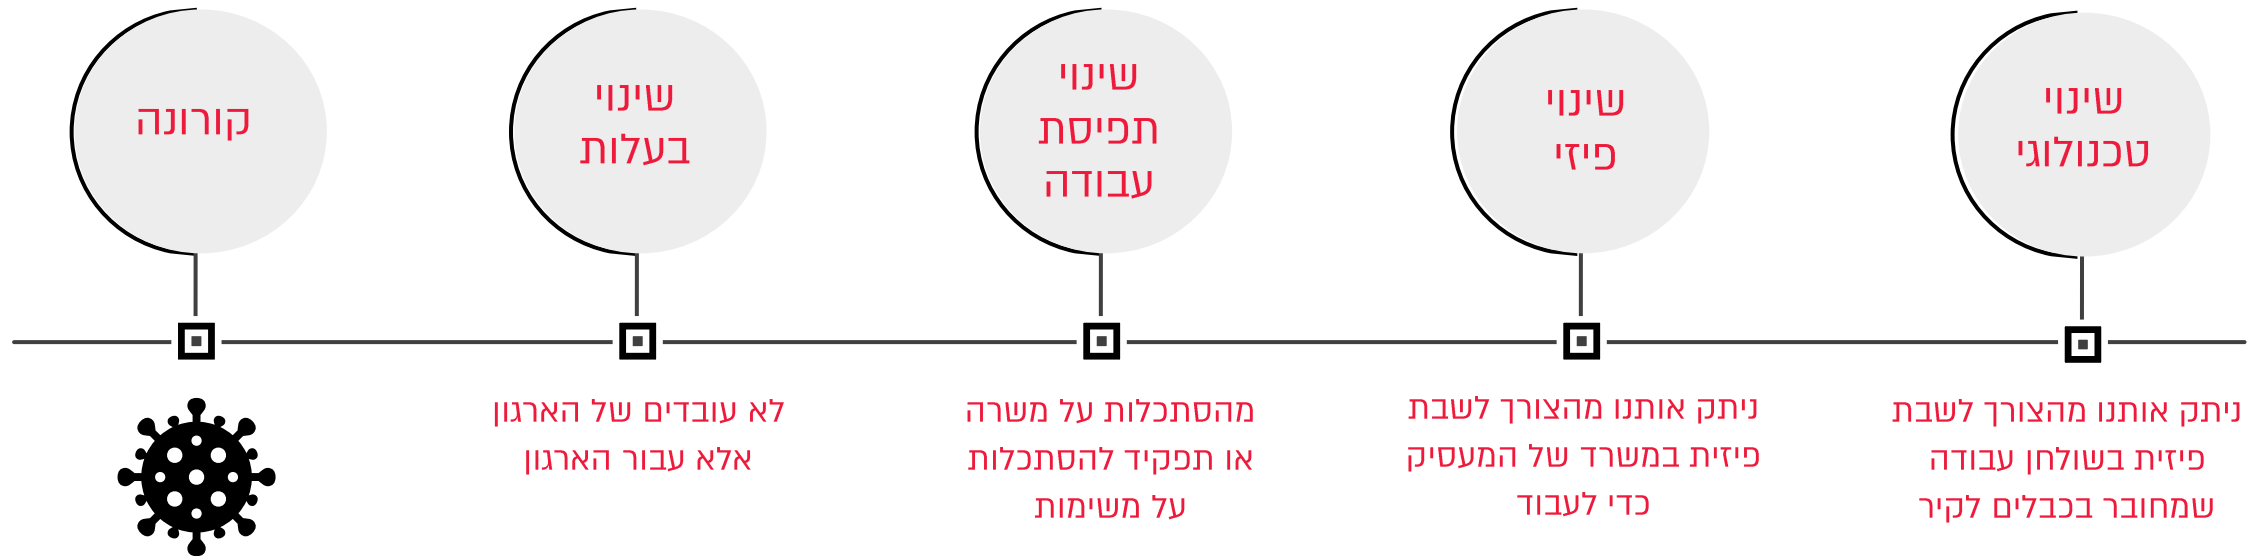 שינוי
טכנולוגי
ניתק אותנו מהצורך לשבת
פיזית בשולחן עבודה
שמחובר בכבלים לקיר
שינוי
פיזי
ניתק אותנו מהצורך לשבת
פיזית במשרד של המעסיק
כדי לעבוד
שינוי
תפיסת
עבודה
מהסתכלות על משרה
או תפקיד להסתכלות
על משימות
שינוי
בעלות
לא עובדים של הארגון
אלא עבור הארגון
קורונה